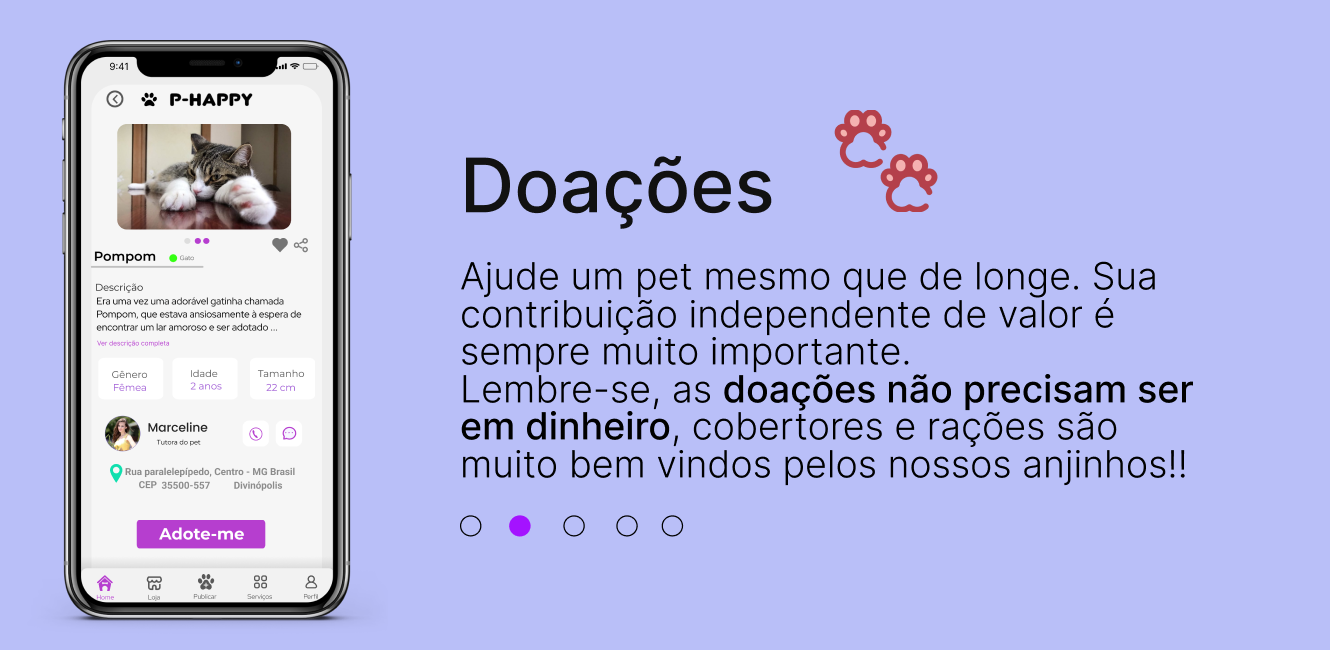 9:41
P-HAPPY
Pompom
Gato
Descrição
Era uma vez uma adorável gatinha chamada
Pompom, que estava ansiosamente à espera de
encontrar um lar amoroso e ser adotado ...
Ver descrição completa
Gênero
Fêmea
Idade
2 anos
Tamanho
22 cm
Marceline
Tutora do pet
Rua paralelepípedo, Centro - MG Brasil
CEP 35500-557 Divinópolis
Adote-me
Home
Loja
Publicar
Serviços
Perfil
Doações
Ajude um pet mesmo que de longe. Sua
contribuição independente de valor é
sempre muito importante.
Lembre-se, as doações não precisam ser
em dinheiro, cobertores e rações são
muito bem vindos pelos nossos anjinhos!!